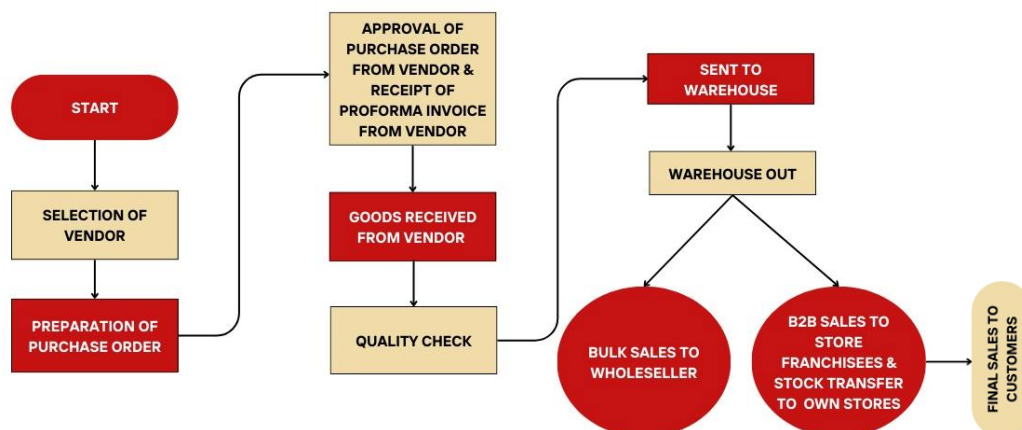 START
SELECTION OF
VENDOR
PREPARATION OF
PURCHASE ORDER
APPROVAL OF
PURCHASE ORDER
FROM VENDOR &
RECEIPT OF
PROFORMA INVOICE
FROM VENDOR
GOODS RECEIVED
FROM VENDOR
QUALITY CHECK
SENT TO
WAREHOUSE
WAREHOUSE OUT
BULK SALES TO
WHOLESELLER
B2B SALES TO
STORE
FRANCHISEES &
STOCK TRANSFER
TO OWN STORES
FINAL SALES TO
CUSTOMERS